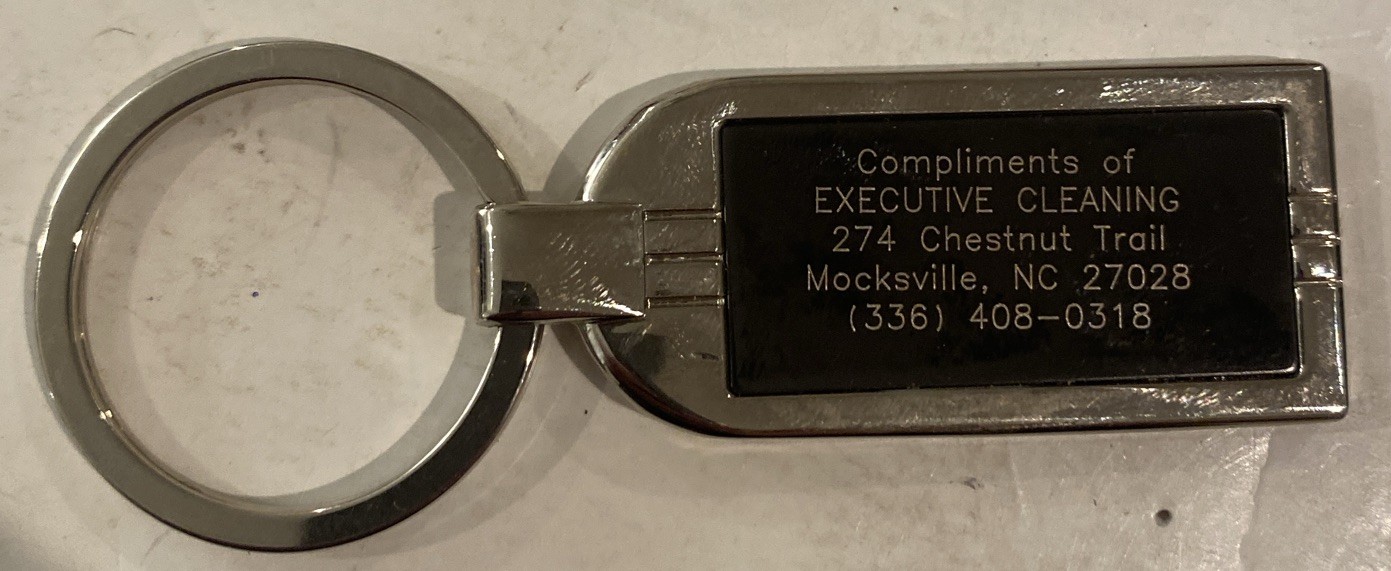 Compliments of
EXECUTIVE CLEANING
274 Chestnut Trail
Mocksville, NC 27028
(336) 408-0318